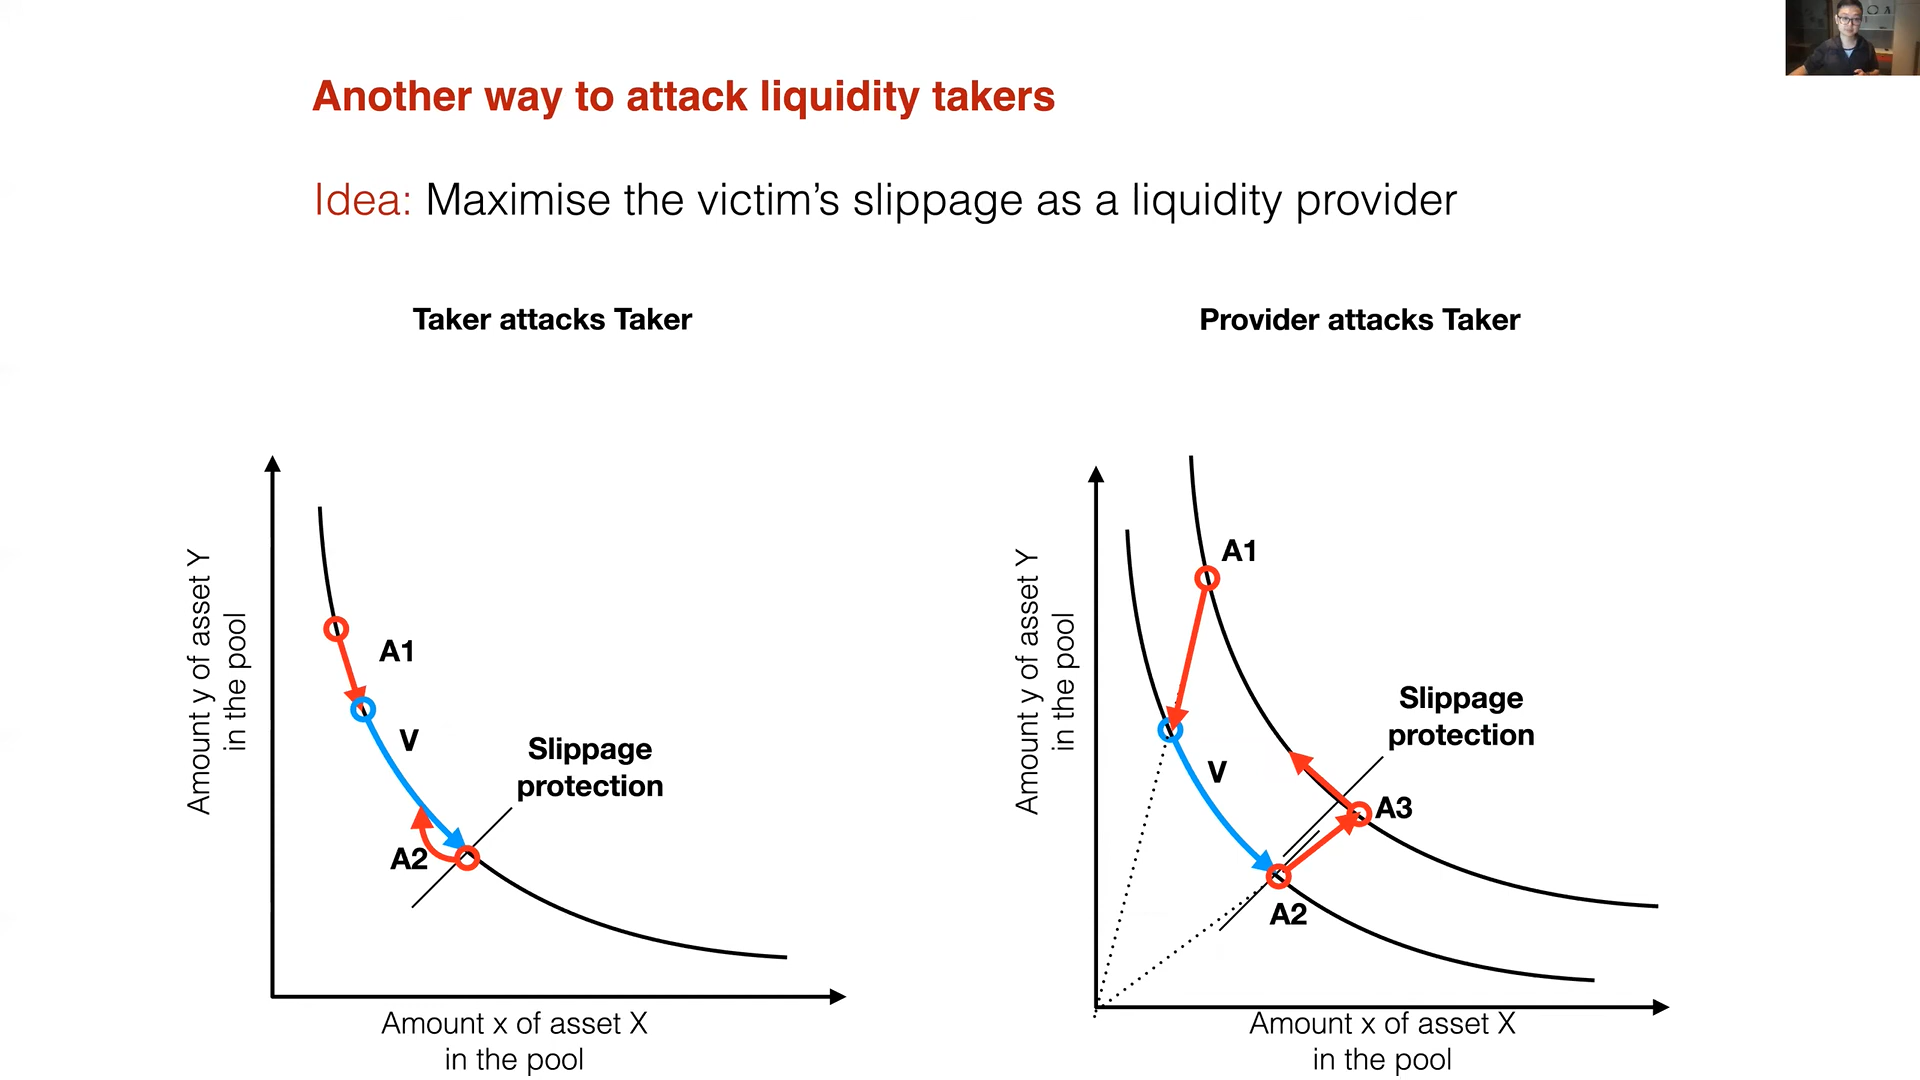 Another way to attack liquidity takers
Idea: Maximise the victim’s slippage as a liquidity provider
Taker attacks Taker
Amount y of asset Y
in the pool
A1
V
Slippage
protection
A2
Amount x of asset X
in the pool
Provider attacks Taker
Amount y of asset Y
in the pool
A1
Slippage
protection
V
A3
A2
Amount x of asset X
in the pool